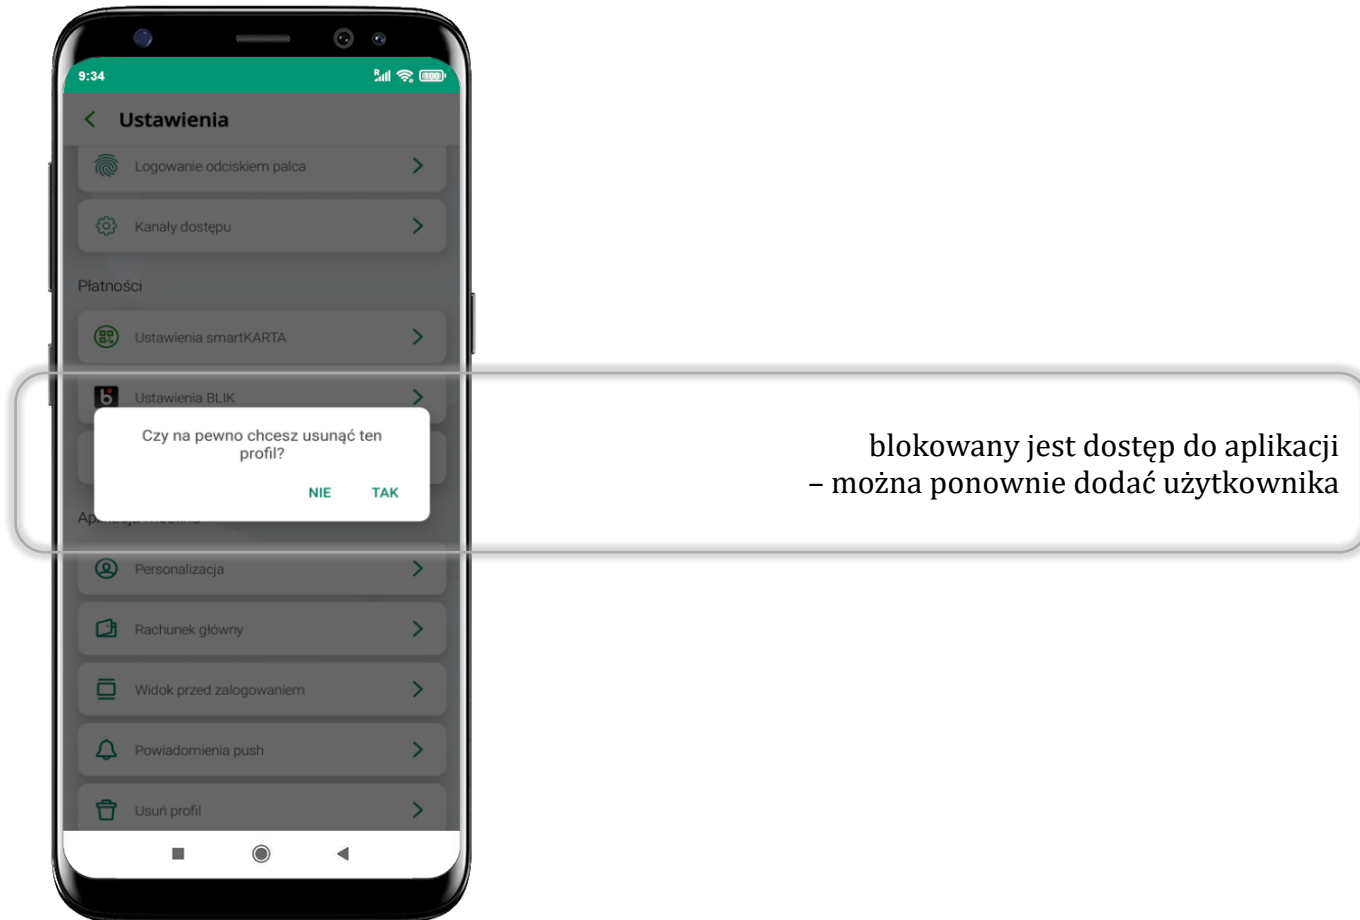 9:34
R
100
Ustawienia
Logowanie odciskiem palca
Kanały dostępu
Płatności
Ustawienia smartKARTA
Ustawienia BLIK
Czy na pewno chcesz usunąć ten
profil?
NIE TAK
Personalizacja
Rachunek główny
Widok przed zalogowaniem
Powiadomienia push
Usuń profil
blokowany jest dostęp do aplikacji
– można ponownie dodać użytkownika